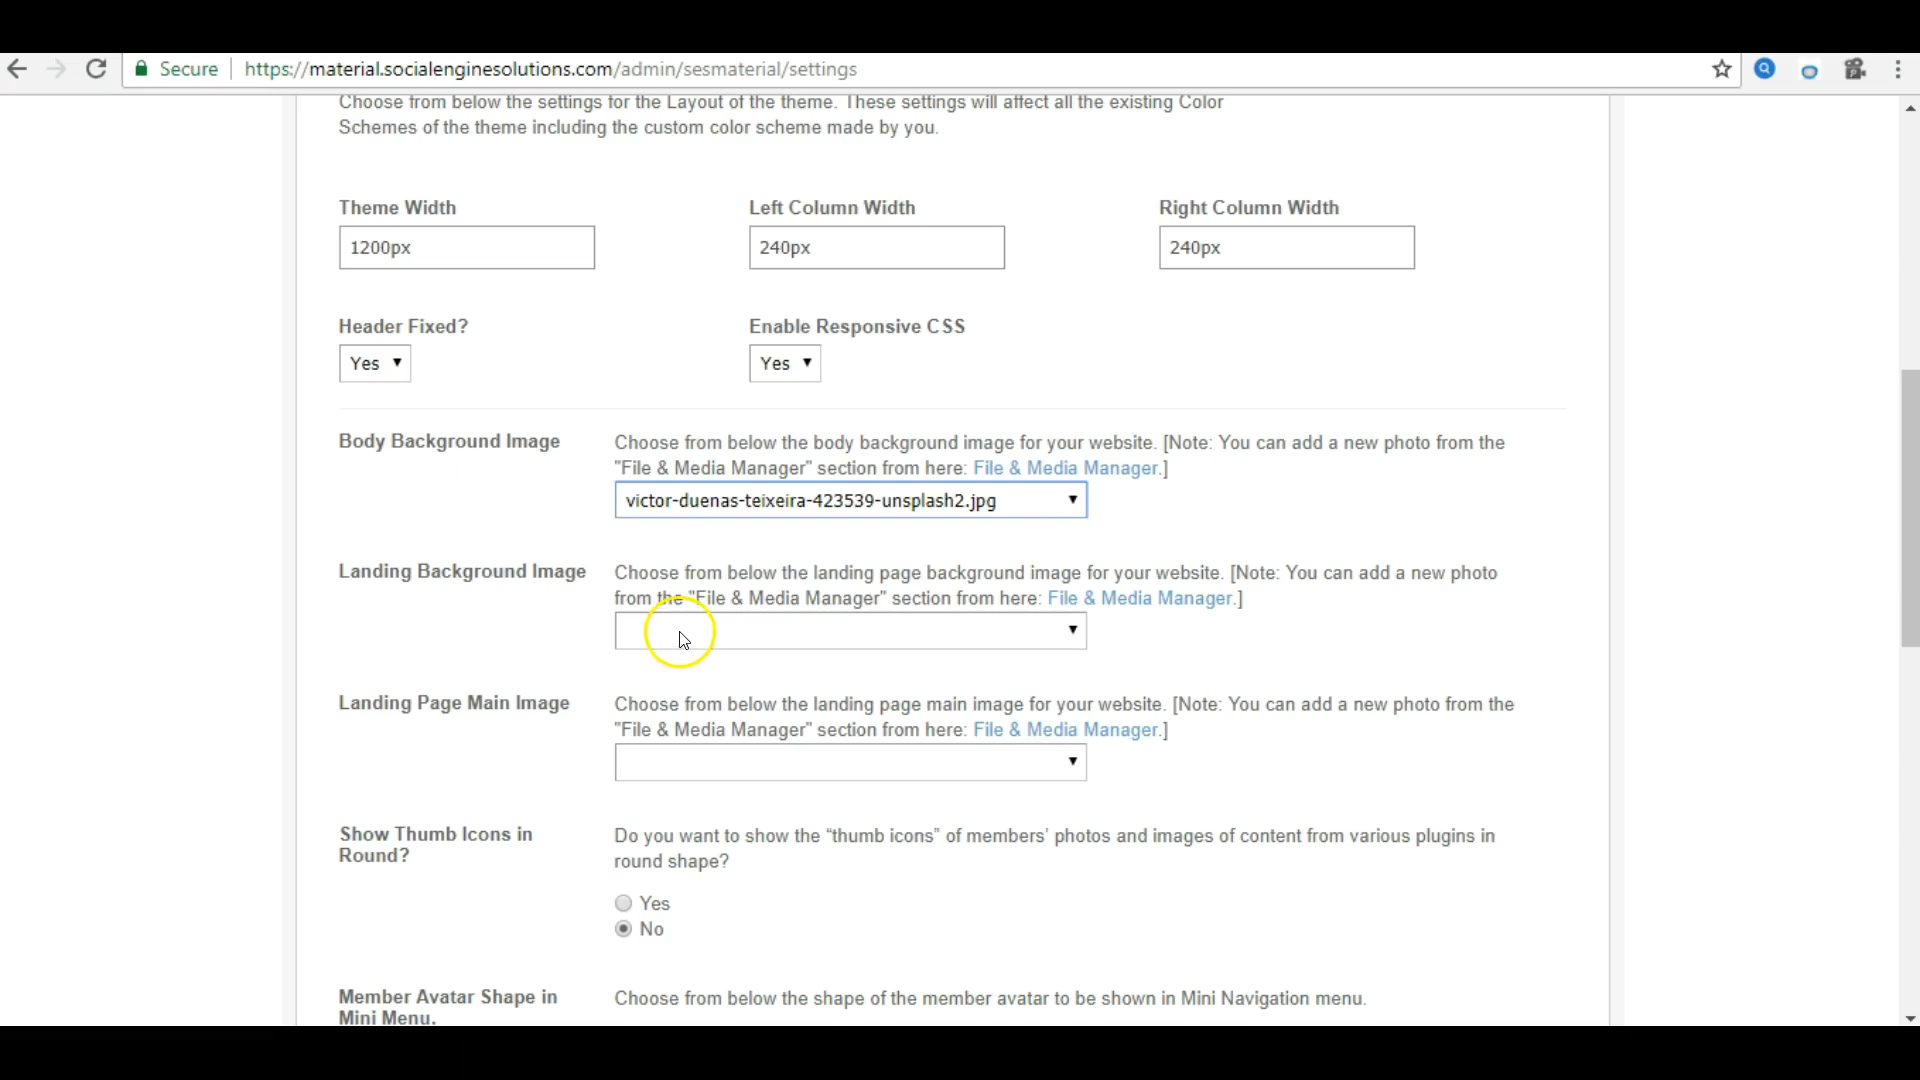 Secure
https://material.socialenginesolutions.com/admin/sesmaterial/settings
Choose from below the settings for the Layout of the theme. These settings will affect all the existing Color
Schemes of the theme including the custom color scheme made by you.
Theme Width
Left Column Width
Right Column Width
1200px
240px
240px
Header Fixed?
Enable Responsive CSS
Yes
Yes
Body Background Image
Choose from below the body background image for your website. [Note: You can add a new photo from the
"File & Media Manager" section from here: File & Media Manager.]
victor-duenas-teixeira-423539-unsplash2.jpg
Landing Background Image
Choose from below the landing page background image for your website. [Note: You can add a new photo
from the "File & Media Manager" section from here: File & Media Manager.]
Landing Page Main Image
Choose from below the landing page main image for your website. [Note: You can add a new photo from the
"File & Media Manager" section from here: File & Media Manager.]
Show Thumb Icons in
Round?
Do you want to show the “thumb icons” of members’ photos and images of content from various plugins in
round shape?
Yes
No
Member Avatar Shape in
Mini Menu.
Choose from below the shape of the member avatar to be shown in Mini Navigation menu.